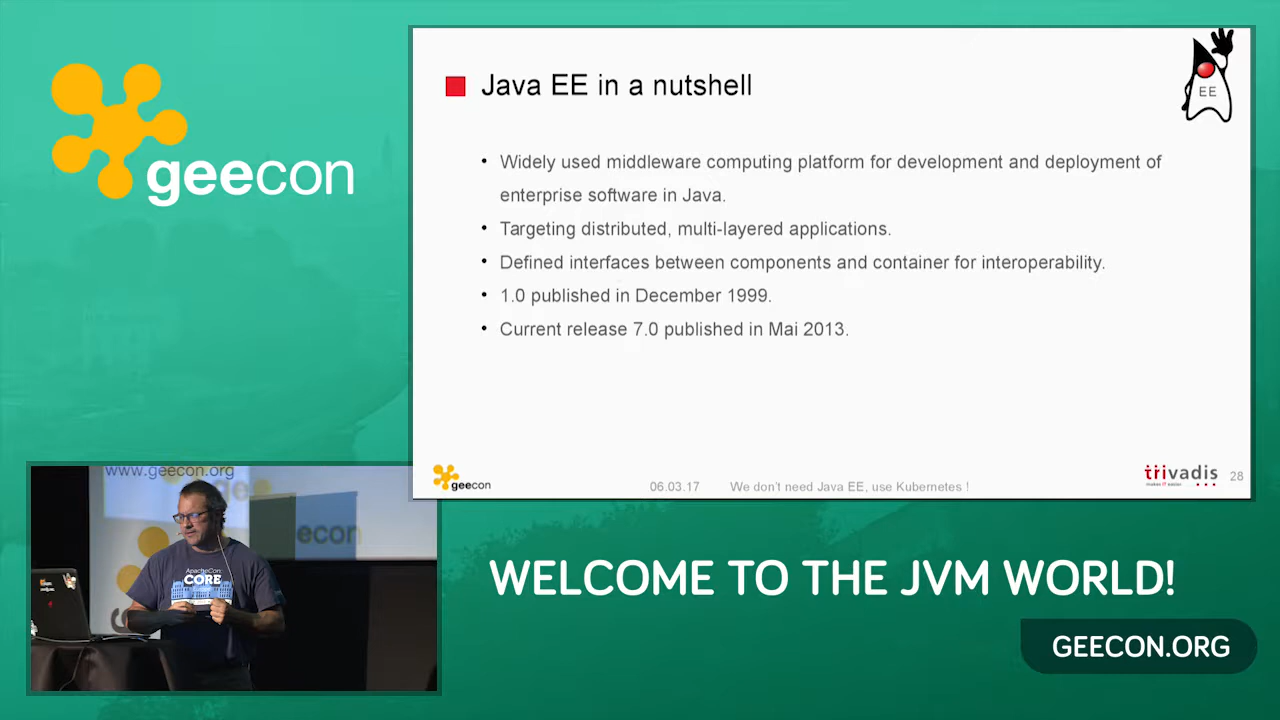 geecon
Java EE in a nutshell
EE
• Widely used middleware computing platform for development and deployment of
enterprise software in Java.
• Targeting distributed, multi-layered applications.
• Defined interfaces between components and container for interoperability.
• 1.0 published in December 1999.
• Current release 7.0 published in Mai 2013.
geecon
06.03.17
We don't need Java EE, use Kubernetes !
trivadis
makes IT easier
28
www.geecon.org
econ
ApacheCon:
CORE
WELCOME TO THE JVM WORLD!
GEECON.ORG